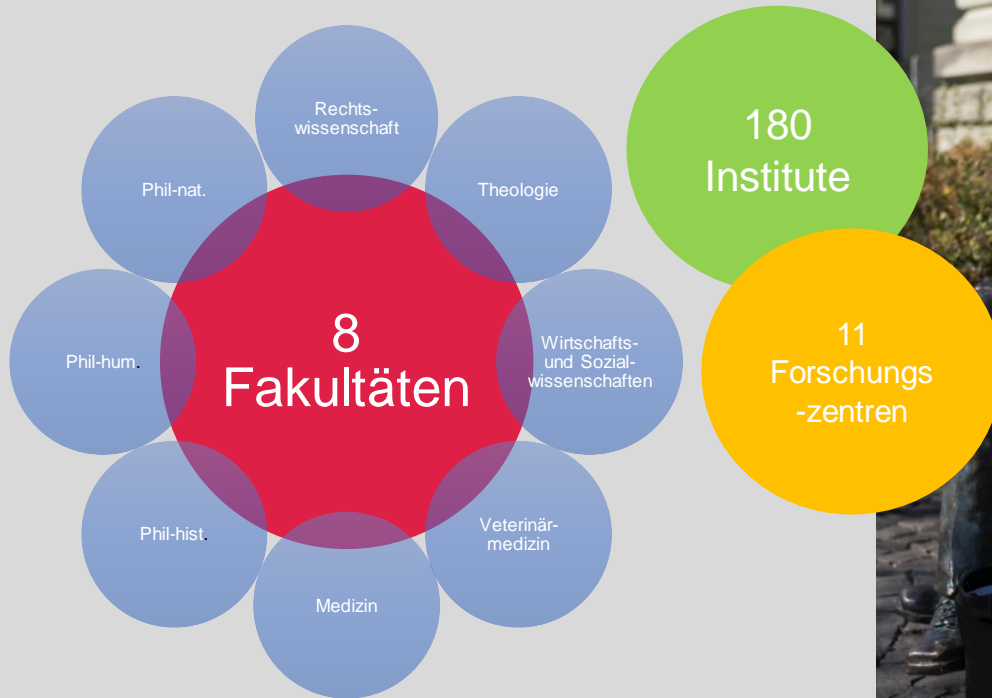 Rechts-
wissenschaft
Theologie
Wirtschafts-
und Sozial-
wissenschaften
Veterinär-
medizin
Medizin
Phil-hist.
Phil-hum.
Phil-nat.
8
Fakultäten
180
Institute
11
Forschungs
-zentren